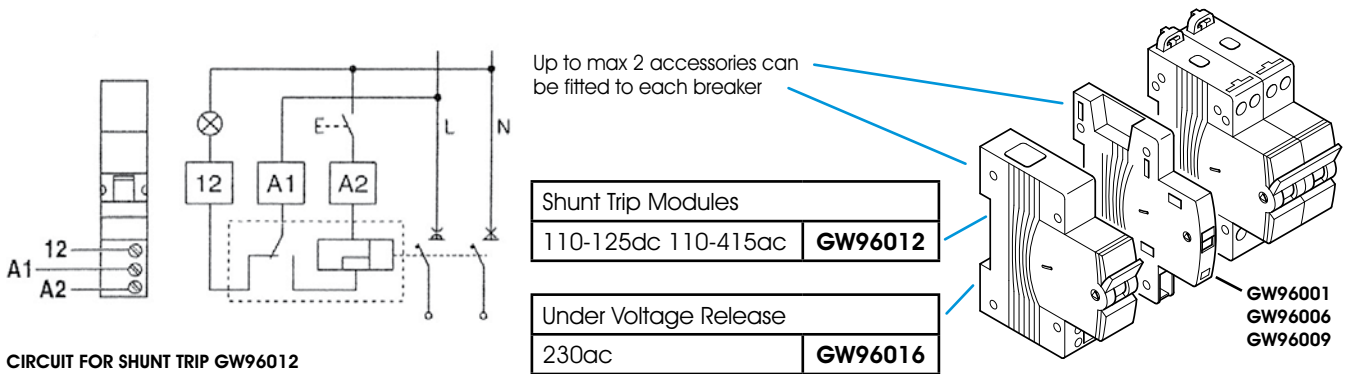 Up to max 2 accessories can
be fitted to each breaker
E
L
N
12
A1
A2
12
A1
A2
Shunt Trip Modules
110-125dc 110-415ac GW96012
Under Voltage Release
230ac GW96016
GW96001
GW96006
GW96009
CIRCUIT FOR SHUNT TRIP GW96012